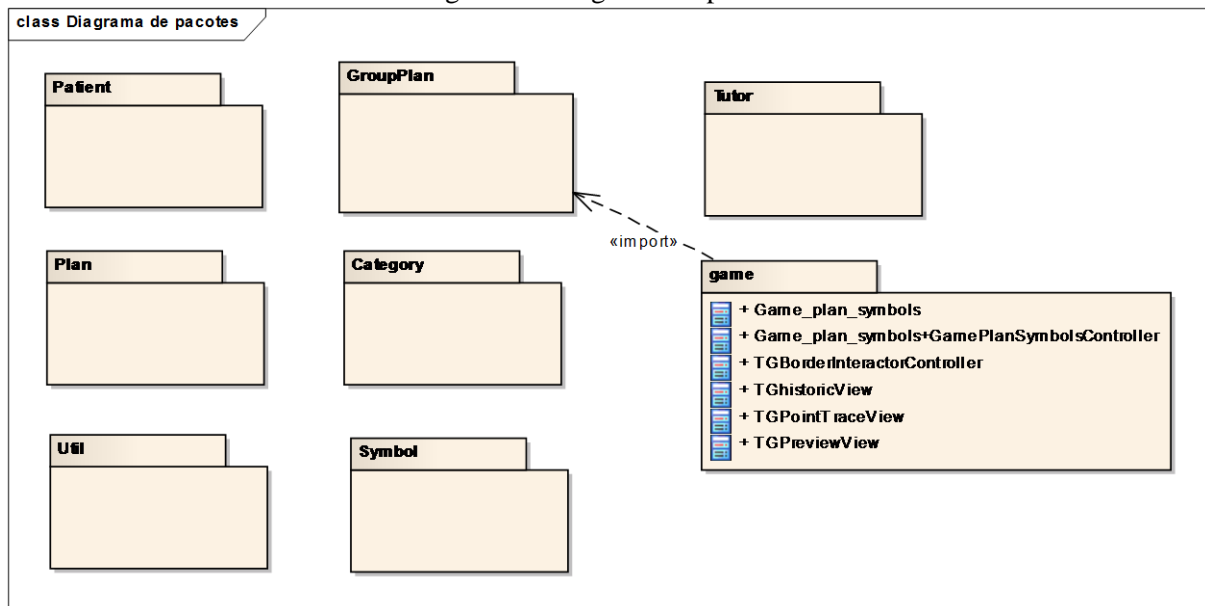 class Diagrama de pacotes
Patient
GroupPlan
Tutor
«import»
Plan
Category
game
+ Game_plan_symbols
+ Game_plan_symbols+GamePlanSymbolsController
+ TGBorderInteractorController
+ TGhistoricView
+ TGPointTraceView
+ TGPreviewView
Util
Symbol